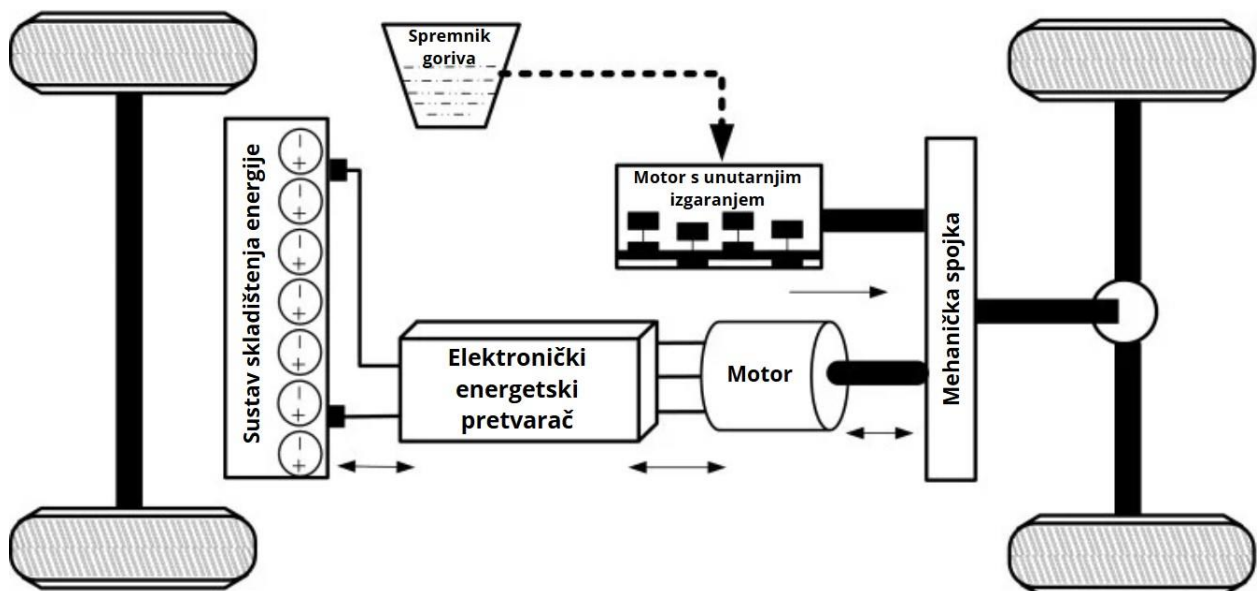 Spremnik
goriva
Sustav skladištenja energije
Motor s unutarnjim
izgaranjem
Elektronički
energetski
pretvarač
Motor
Mehanička spojka